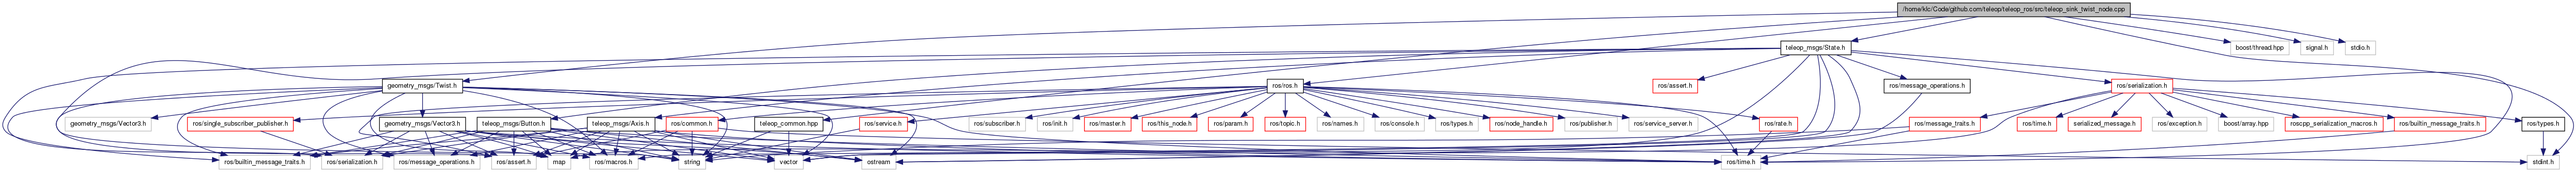 /home/klc/Code/github.com/teleop/teleop_ros/src/teleop_sink_twist_node.cpp
teleop_msgs/State.h
boost/thread.hpp
signal.h
stdio.h
geometry_msgs/Twist.h
ros/ros.h
ros/assert.h
ros/message_operations.h
ros/serialization.h
geometry_msgs/Vector3.h
ros/single_subscriber_publisher.h
geometry_msgs/Vector3.h
teleop_msgs/Button.h
teleop_msgs/Axis.h
ros/common.h
teleop_common.hpp
ros/service.h
ros/subscriber.h
ros/init.h
ros/master.h
ros/this_node.h
ros/param.h
ros/topic.h
ros/names.h
ros/console.h
ros/types.h
ros/node_handle.h
ros/publisher.h
ros/service_server.h
ros/rate.h
ros/message_traits.h
ros/time.h
serialized_message.h
ros/exception.h
boost/array.hpp
roscpp_serialization_macros.h
ros/builtin_message_traits.h
ros/types.h
ros/builtin_message_traits.h
ros/serialization.h
ros/message_operations.h
ros/assert.h
map
ros/macros.h
string
vector
ostream
ros/time.h
stdint.h